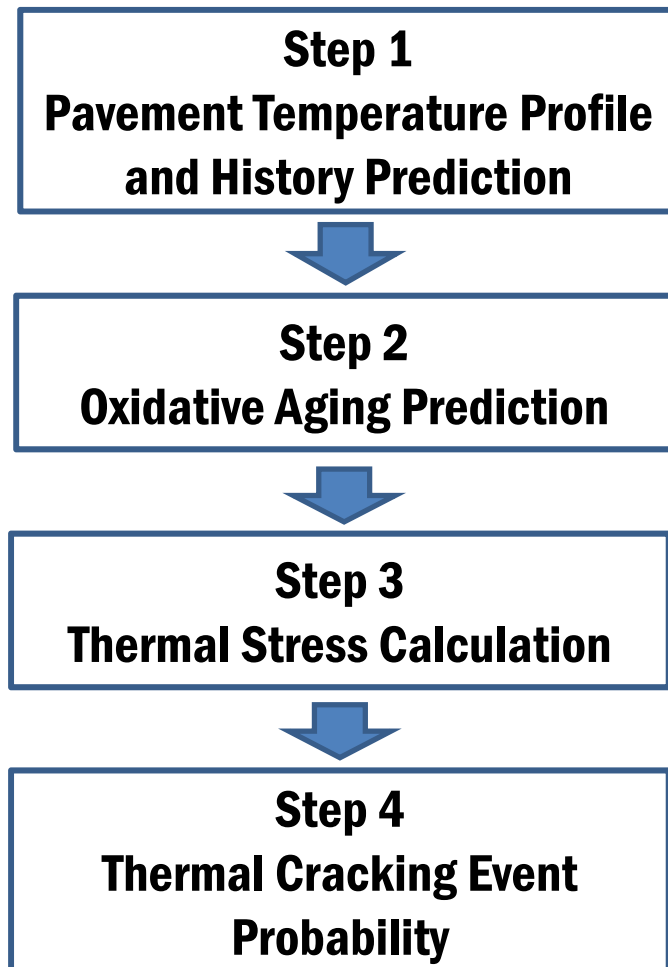 Step 1
Pavement Temperature Profile
and History Prediction
Step 2
Oxidative Aging Prediction
Step 3
Thermal Stress Calculation
Step 4
Thermal Cracking Event
Probability